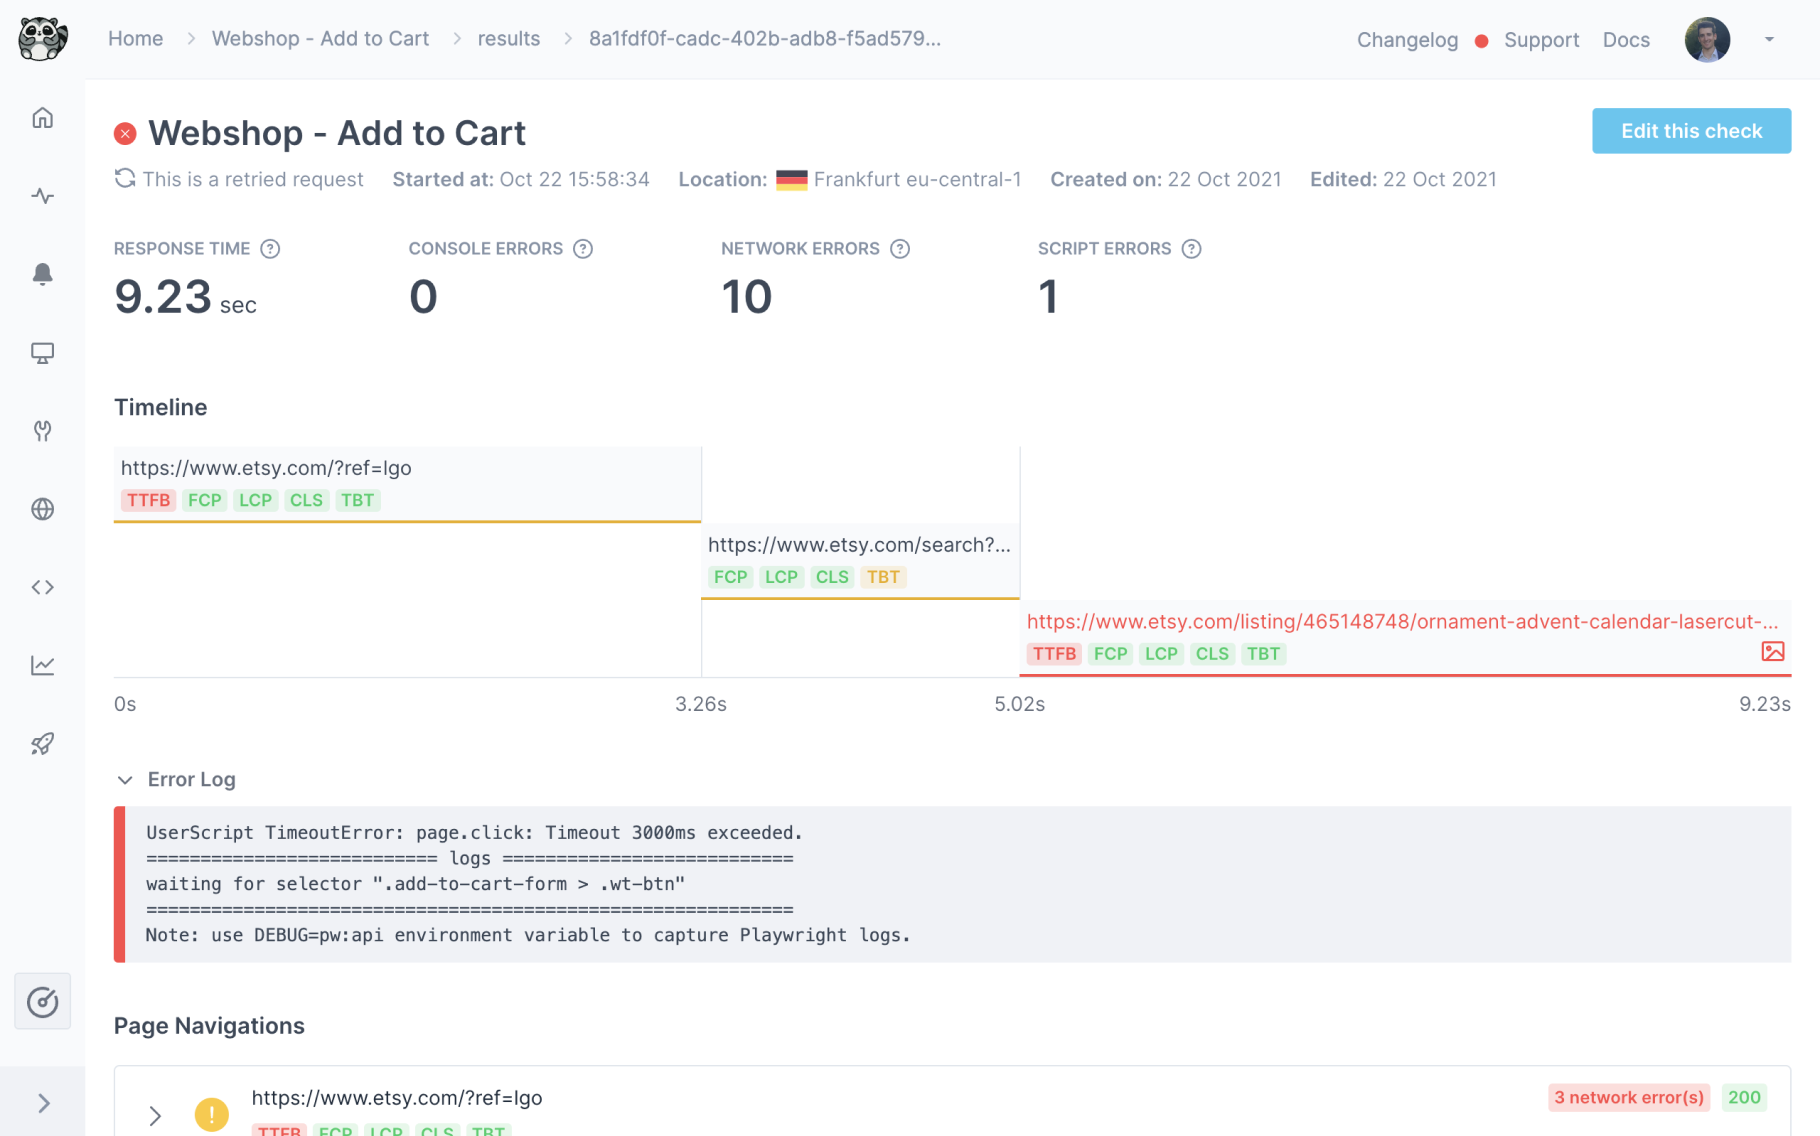 Home > Webshop - Add to Cart > results > 8a1fdf0f-cadc-402b-adb8-f5ad579...
Changelog Support Docs
Webshop - Add to Cart
Edit this check
This is a retried request Started at: Oct 22 15:58:34 Location: Frankfurt eu-central-1 Created on: 22 Oct 2021 Edited: 22 Oct 2021
RESPONSE TIME ? CONSOLE ERRORS ? NETWORK ERRORS ? SCRIPT ERRORS ?
9.23 sec 0 10 1
Timeline
https://www.etsy.com/?ref=lgo
TTFB FCP LCP CLS TBT
https://www.etsy.com/search?...
FCP LCP CLS TBT
https://www.etsy.com/listing/465148748/ornament-advent-calendar-lasercut-...
TTFB FCP LCP CLS TBT
0s 3.26s 5.02s 9.23s
Error Log
UserScript TimeoutError: page.click: Timeout 3000ms exceeded.
=========================== logs ===========================
waiting for selector ".add-to-cart-form > .wt-btn"
============================================================
Note: use DEBUG=pw:api environment variable to capture Playwright logs.
Page Navigations
https://www.etsy.com/?ref=lgo
3 network error(s) 200
TTFB FCP LCP CLS TBT